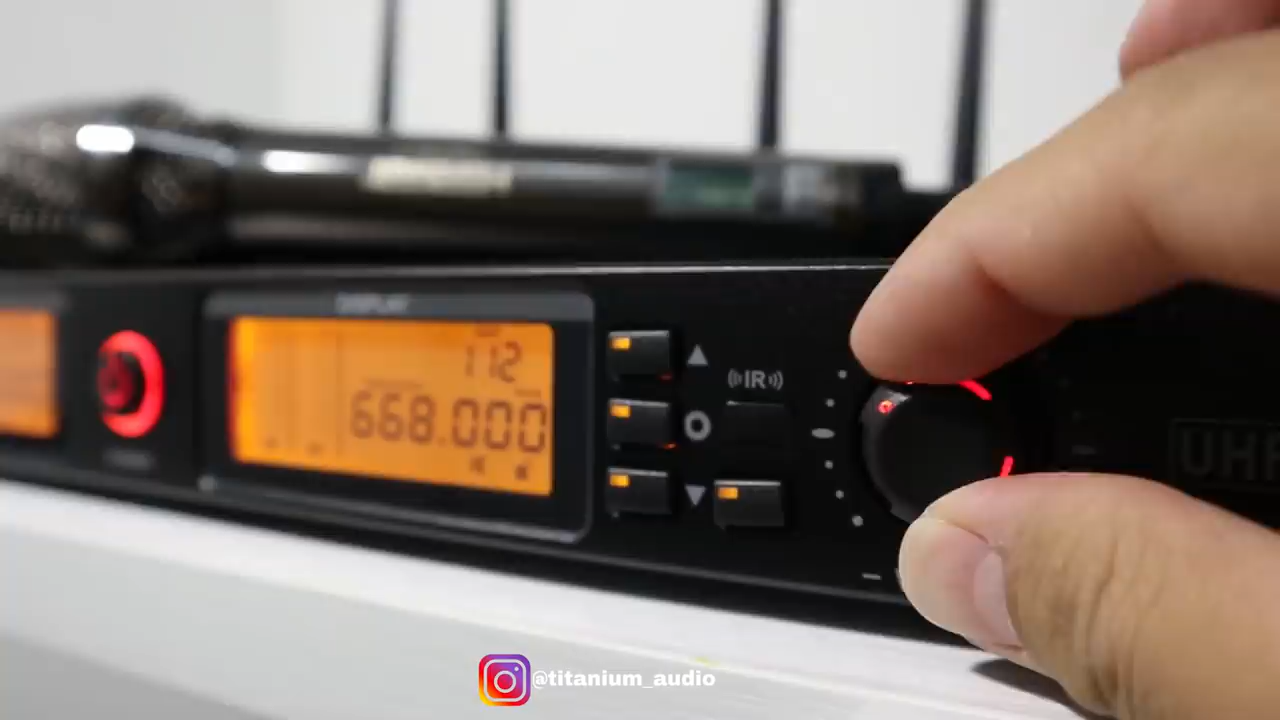 DISPLAY
112
668.000
((IR))
UHF
@titanium_audio